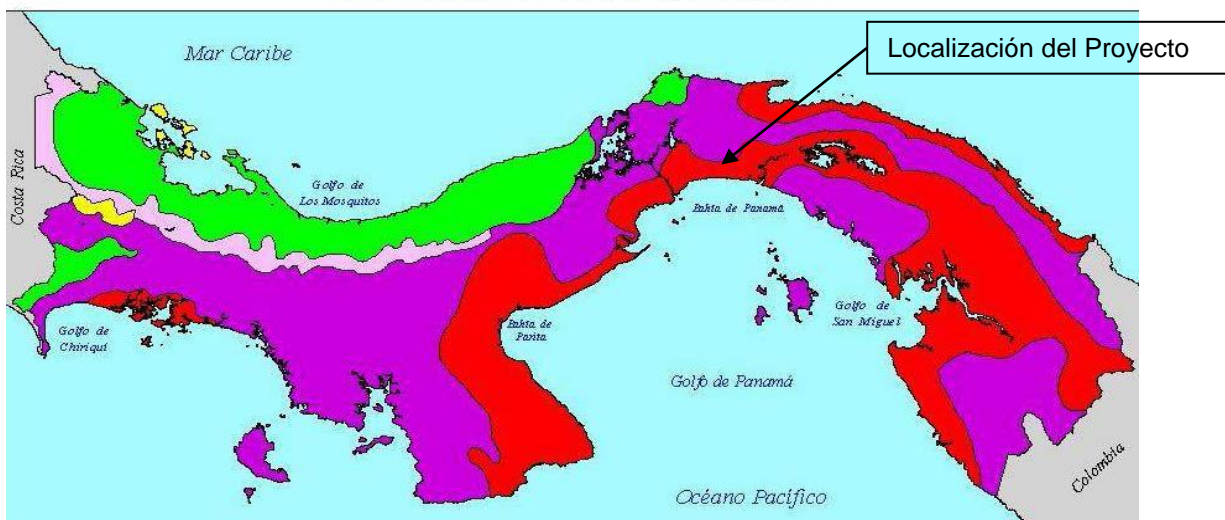 Mar Caribe
Localización del Proyecto
Costa Rica
Golfo de
Los Mosquitos
Bahía de Panamá
Golfo de
Chiriquí
Bahía de
Parita
Golfo de
San Miguel
Golfo de Panamá
Colombia
Océano Pacífico